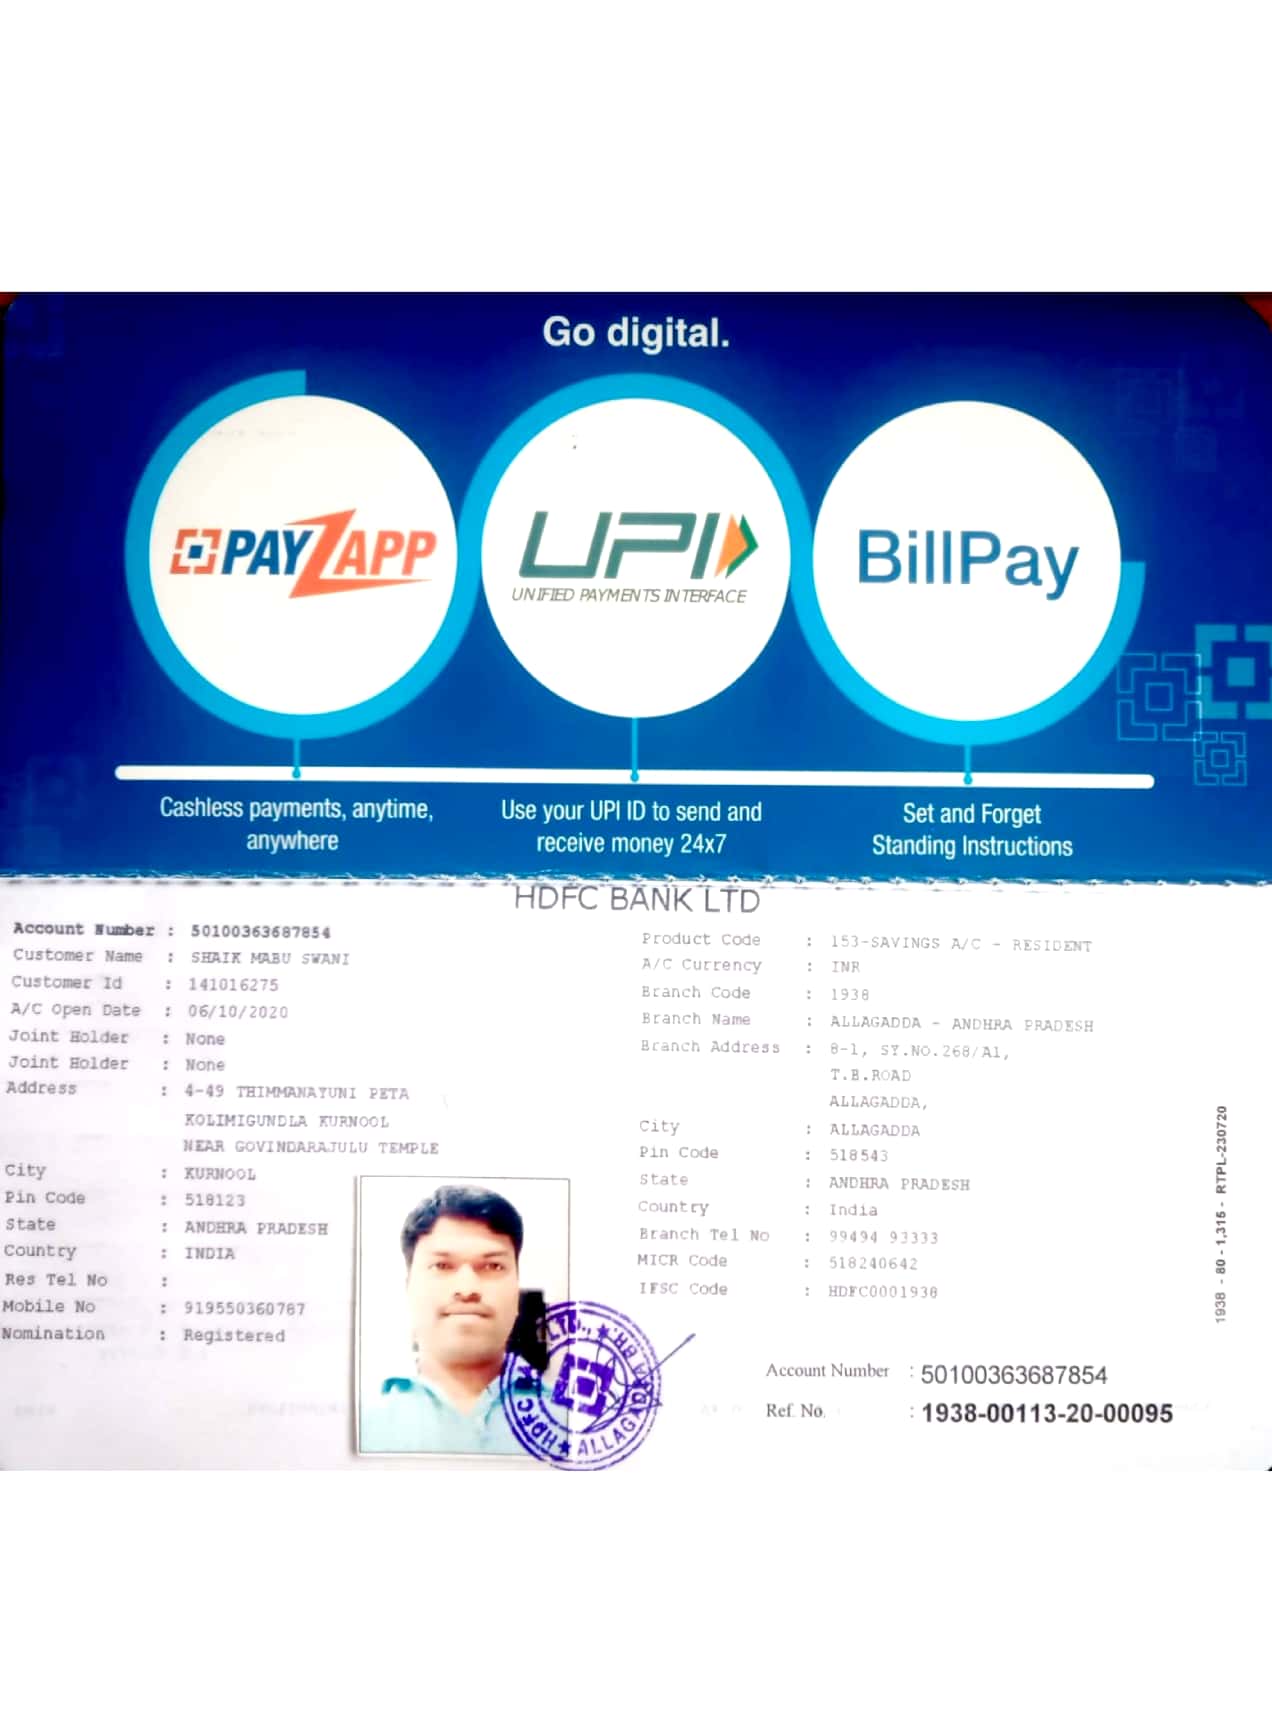 Go digital.
PAYZAPP
UPI
UNIFIED PAYMENTS INTERFACE
BillPay
Cashless payments, anytime,
anywhere
Use your UPI ID to send and
receive money 24x7
Set and Forget
Standing Instructions
HDFC BANK LTD
Account Number : 50100363687854
Customer Name : SHAIK MABU SWANI
Customer Id : 141016275
A/C Open Date : 06/10/2020
Joint Holder : None
Joint Holder : None
Address : 4-49 THIMMANAYUNI PETA
KOLIMIGUNDLA KURNOOL
NEAR GOVINDARAJULU TEMPLE
City : KURNOOL
Pin Code : 518123
State : ANDHRA PRADESH
Country : INDIA
Res Tel No :
Mobile No : 919550360787
Nomination : Registered
Product Code : 153-SAVINGS A/C - RESIDENT
A/C Currency : INR
Branch Code : 1938
Branch Name : ALLAGADDA - ANDHRA PRADESH
Branch Address : 8-1, SY.NO.268/A1,
T.B.ROAD
ALLAGADDA,
City : ALLAGADDA
Pin Code : 518543
State : ANDHRA PRADESH
Country : India
Branch Tel No : 99494 93333
MICR Code : 518240642
IFSC Code : HDFC0001938
Account Number : 50100363687854
Ref. No. : 1938-00113-20-00095
1938 - 80 - 1,315 - RTPL-230720
HDFC LTD., ★ ALLAGADDA BR. ★